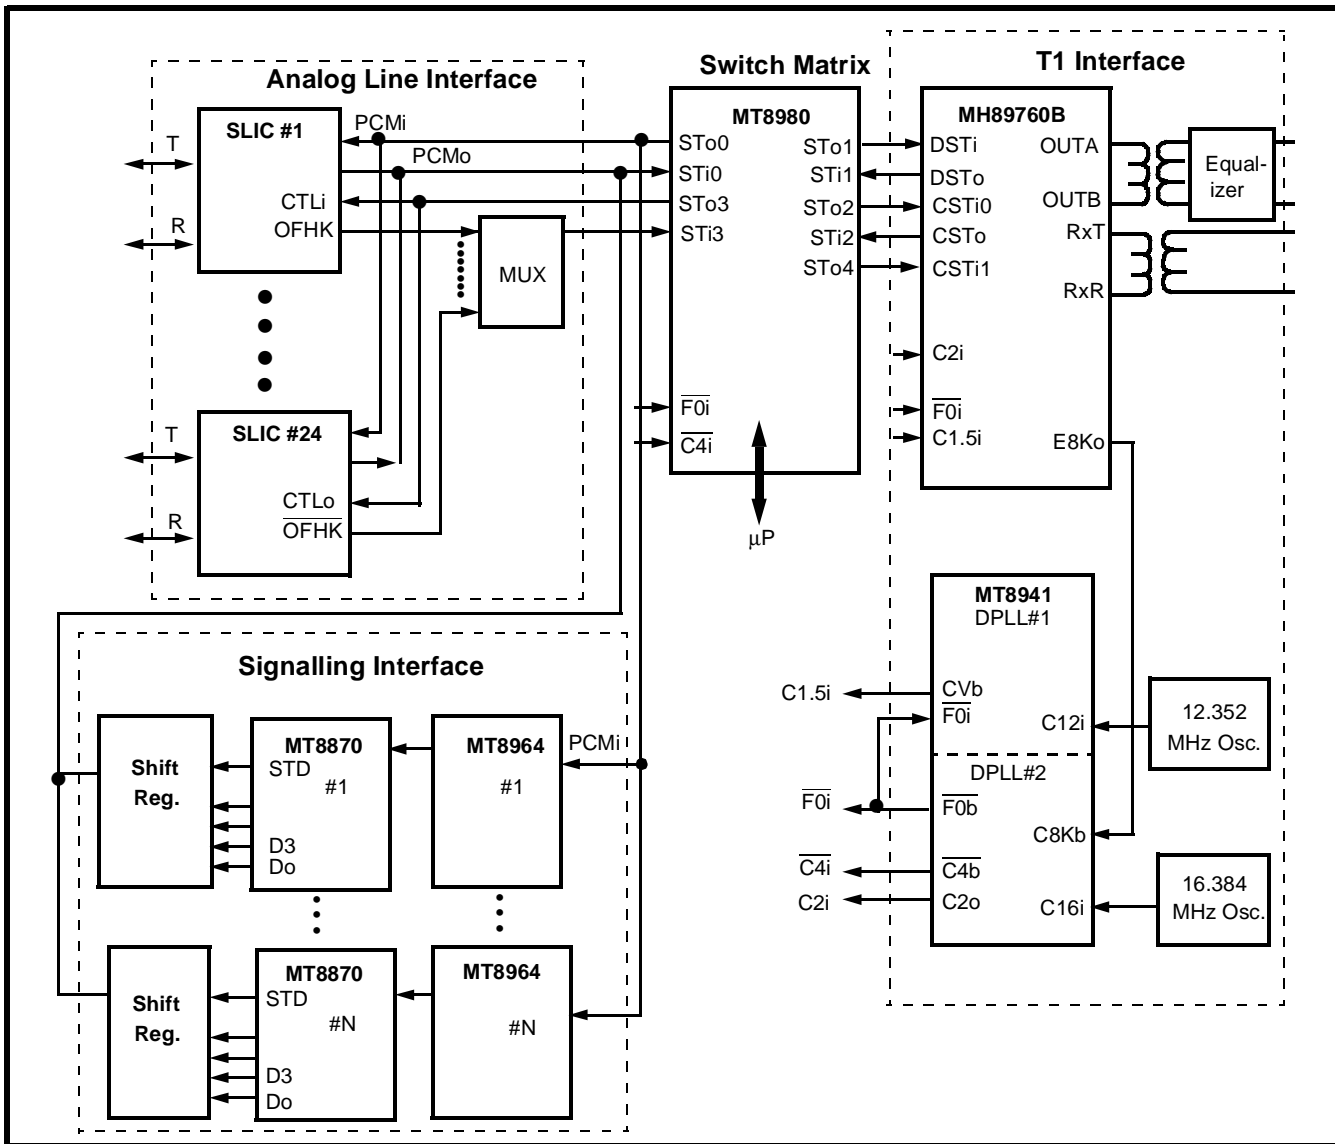 Analog Line Interface
SLIC #1
T
R
PCMi
PCMo
CTLi
OFHK
MUX
SLIC #24
T
R
CTLo
OFHK
Switch Matrix
MT8980
STo0
STi0
STo3
STi3
STo1
STi1
STo2
STi2
STo4
F0i
C4i
μP
T1 Interface
MH89760B
DSTi
DSTo
CSTi0
CSTo
CSTi1
C2i
F0i
C1.5i
OUTA
OUTB
RxT
RxR
E8Ko
Equal-
izer
MT8941
DPLL#1
CVb
F0i
C12i
DPLL#2
F0b
C8Kb
C4b
C2o
C16i
C1.5i
F0i
C4i
C2i
12.352
MHz Osc.
16.384
MHz Osc.
Signalling Interface
Shift
Reg.
MT8870
STD
#1
D3
Do
MT8964
#1
PCMi
Shift
Reg.
MT8870
STD
#N
D3
Do
MT8964
#N